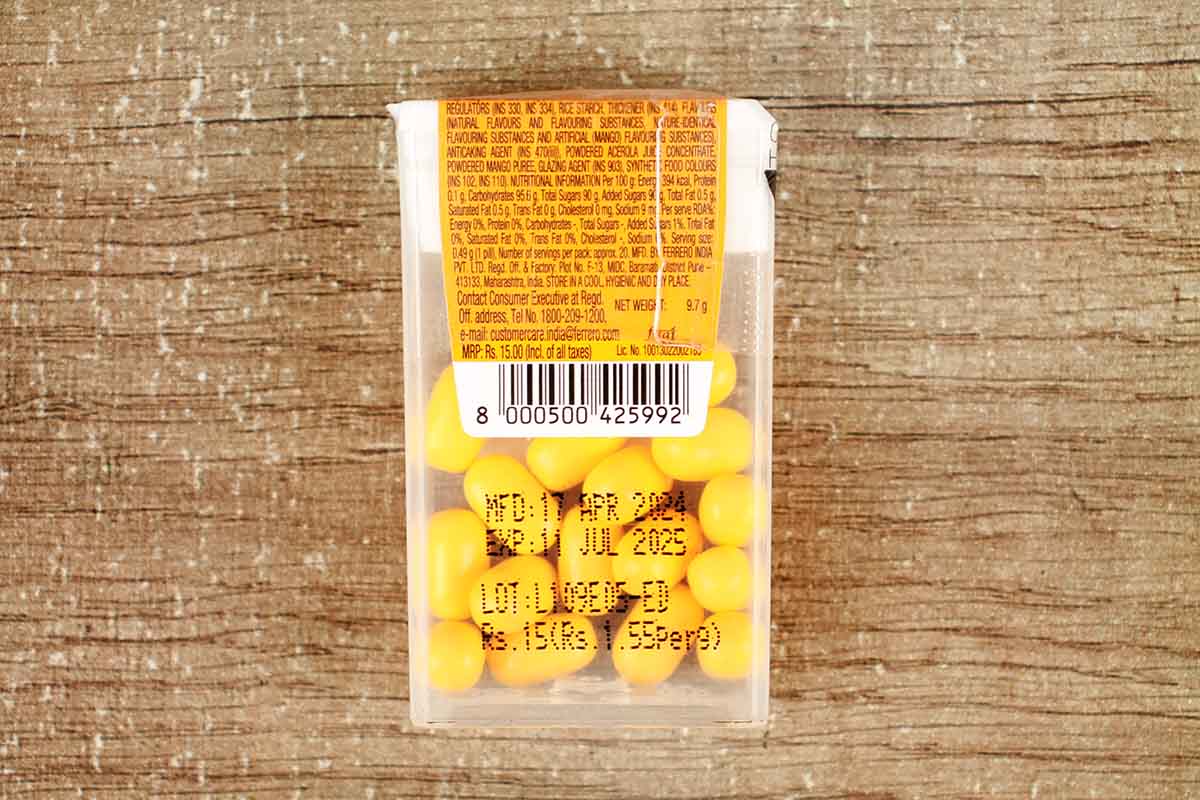 REGULATORS (INS 330, INS 334), RICE STARCH, THICKENER (INS 414), FLAVOURS
(NATURAL FLAVOURS AND FLAVOURING SUBSTANCES, NATURE-IDENTICAL
FLAVOURING SUBSTANCES AND ARTIFICIAL (MANGO) FLAVOURING SUBSTANCES)
ANTICAKING AGENT (INS 470(iii)), POWDERED ACEROLA JUICE CONCENTRATE,
POWDERED MANGO PUREE, GLAZING AGENT (INS 903), SYNTHETIC FOOD COLOURS
(INS 102, INS 110). NUTRITIONAL INFORMATION Per 100 g: Energy 394 kcal, Protein
0.1 g, Carbohydrates 95.6 g, Total Sugars 90 g, Added Sugars 90 g, Total Fat 0.5 g,
Saturated Fat 0.5 g, Trans Fat 0 g, Cholesterol 0 mg, Sodium 9 mg. Per serve RDA%:
Energy 0%, Protein 0%, Carbohydrates -, Total Sugars -, Added Sugars 1%, Total Fat
0%, Saturated Fat 0%, Trans Fat 0%, Cholesterol -, Sodium 0%. Serving size:
0.49 g (1 pill), Number of servings per pack: approx. 20. MFD. BY FERRERO INDIA
PVT. LTD. Regd. Off. & Factory: Plot No. F-13, MIDC, Baramati, District Pune –
413133, Maharashtra, India. STORE IN A COOL, HYGIENIC AND DRY PLACE.
Contact Consumer Executive at Regd.
Off. address, Tel No. 1800-209-1200,
NET WEIGHT: 9.7 g
e-mail: customercare.india@ferrero.com
fssai
MRP: Rs. 15.00 (Incl. of all taxes)
Lic. No. 10013022002183
8 000500 425992
MFD:17 APR 2024
EXP:11 JUL 2025
LOT:L109E05-ED
Rs.15(Rs.1.55perg)